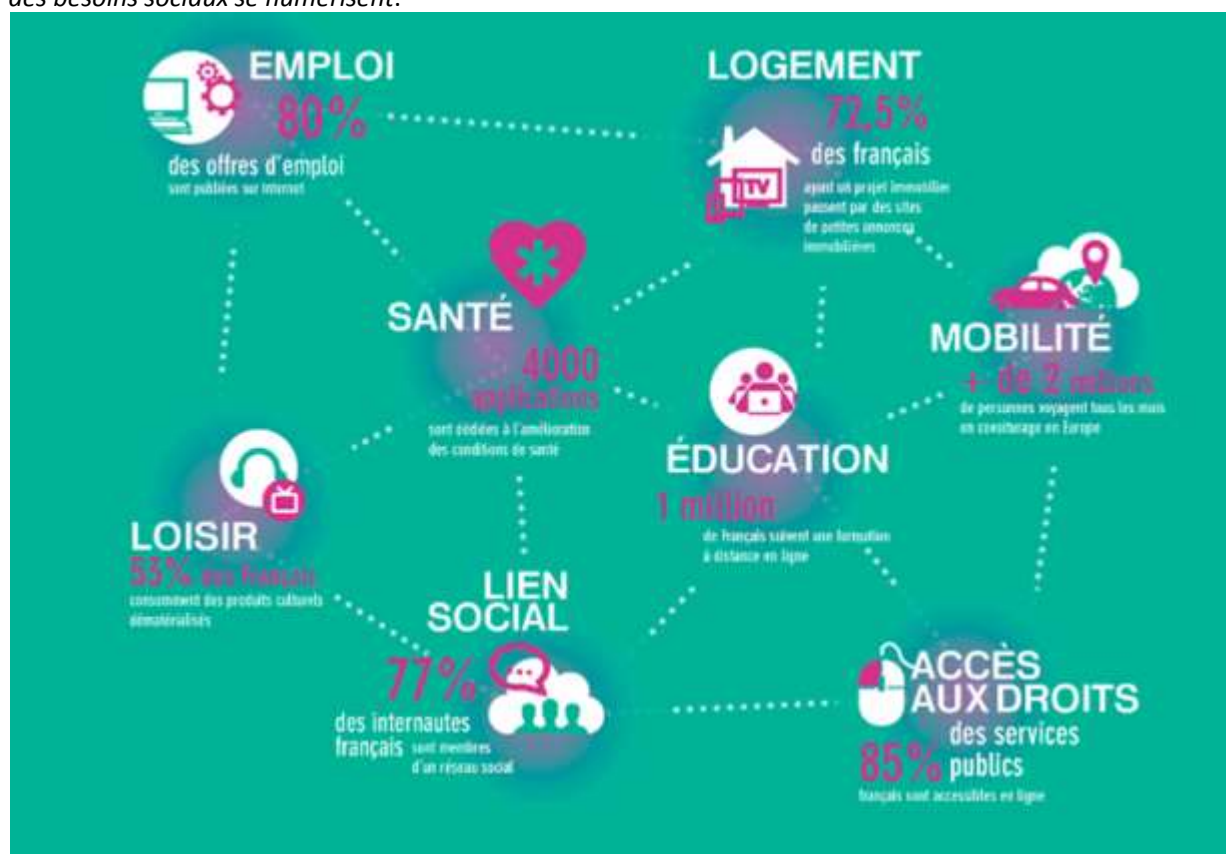 des besoins sociaux se numérisent.
EMPLOI
80%
des offres d'emploi
sont publiées sur internet
LOGEMENT
72,5%
des français
ayant un projet immobilier
passent par des sites
de petites annonces
immobilières
TV
SANTÉ
4000
applications
sont dédiées à l'amélioration
des conditions de santé
MOBILITÉ
+ de 2 millions
de personnes voyagent tous les mois
en covoiturage en Europe
ÉDUCATION
1 million
de français suivent une formation
à distance en ligne
LOISIR
53% des français
consomment des produits culturels
dématérialisés
LIEN
SOCIAL
77%
des internautes
français sont membres
d'un réseau social
ACCÈS
AUX DROITS
85% des services
publics
français sont accessibles en ligne